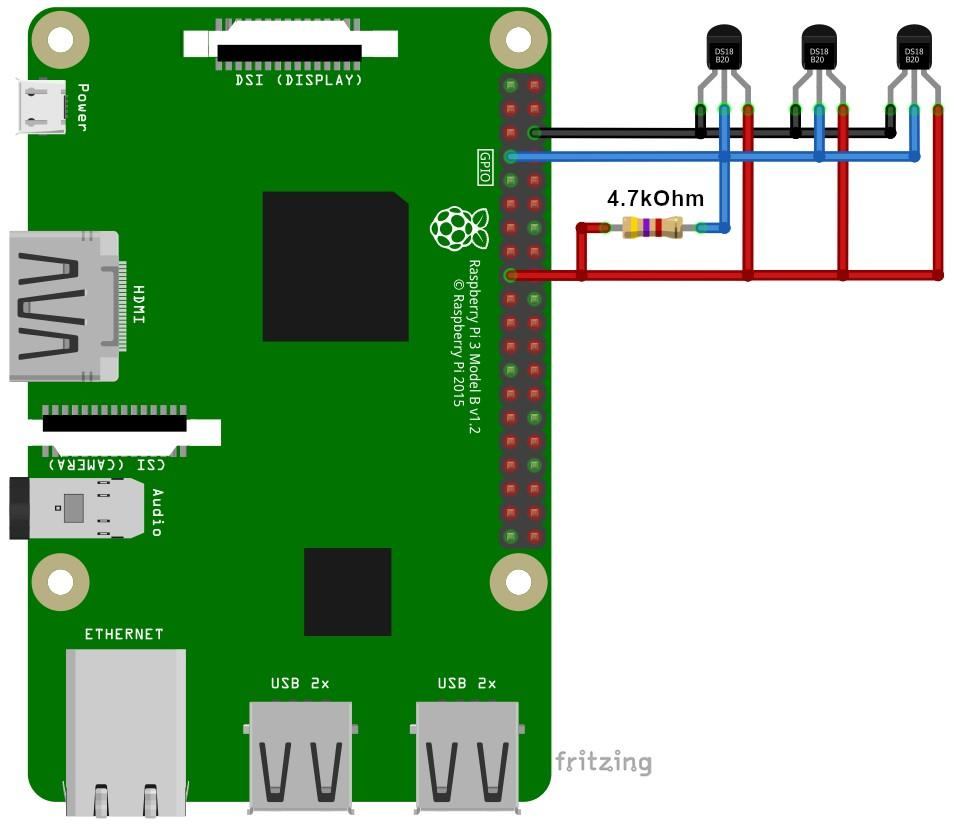 DSI (DISPLAY)
Power
DS18
B20
DS18
B20
DS18
B20
GPIO
4.7kOhm
Raspberry Pi 3 Model B v1.2
© Raspberry Pi 2015
HDMI
CSI (CAMERA)
Audio
ETHERNET
USB 2x
USB 2x
fritzing